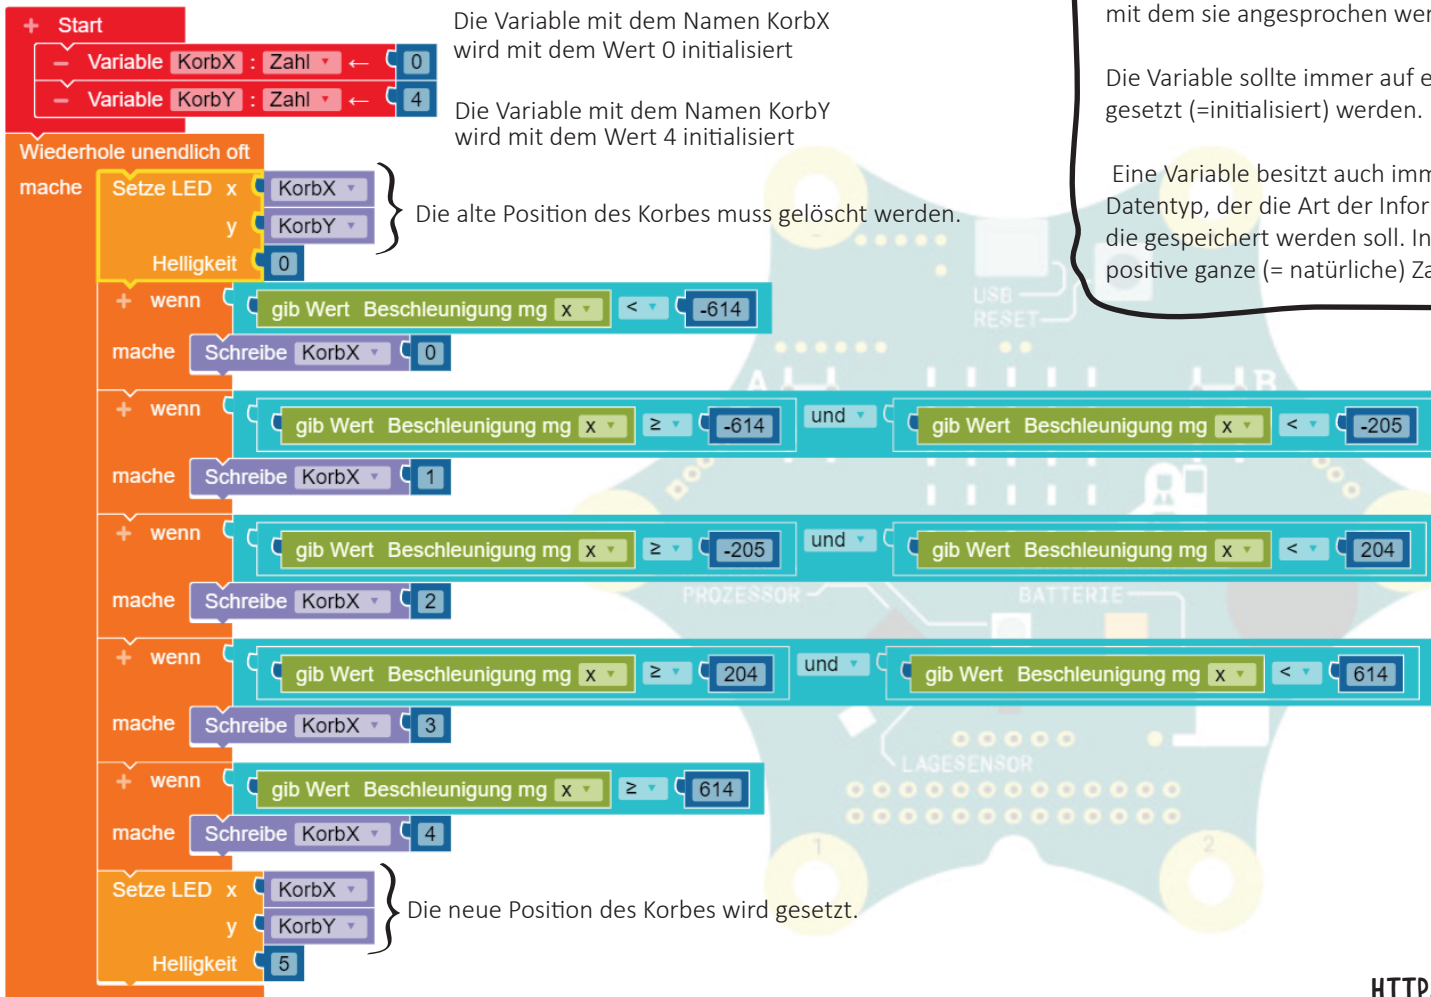 + Start
– Variable KorbX : Zahl ← 0
– Variable KorbY : Zahl ← 4
Die Variable mit dem Namen KorbX
wird mit dem Wert 0 initialisiert
Die Variable mit dem Namen KorbY
wird mit dem Wert 4 initialisiert
mit dem sie angesprochen
Die Variable sollte immer auf
gesetzt (=initialisiert) werden.
Eine Variable besitzt auch
Datentyp, der die Art der
die gespeichert werden soll.
positive ganze (= natürliche)
Wiederhole unendlich oft
mache Setze LED x KorbX
y KorbY
Helligkeit 0
Die alte Position des Korbes muss gelöscht werden.
+ wenn gib Wert Beschleunigung mg x < -614
mache Schreibe KorbX 0
+ wenn gib Wert Beschleunigung mg x ≥ -614 und gib Wert Beschleunigung mg x < -205
mache Schreibe KorbX 1
+ wenn gib Wert Beschleunigung mg x ≥ -205 und gib Wert Beschleunigung mg x < 204
mache Schreibe KorbX 2
+ wenn gib Wert Beschleunigung mg x ≥ 204 und gib Wert Beschleunigung mg x < 614
mache Schreibe KorbX 3
+ wenn gib Wert Beschleunigung mg x ≥ 614
mache Schreibe KorbX 4
Setze LED x KorbX
y KorbY
Helligkeit 5
Die neue Position des Korbes wird gesetzt.
USB
RESET
A B
PROZESSOR
BATTERIE
LAGESENSOR
1 2
HTTP